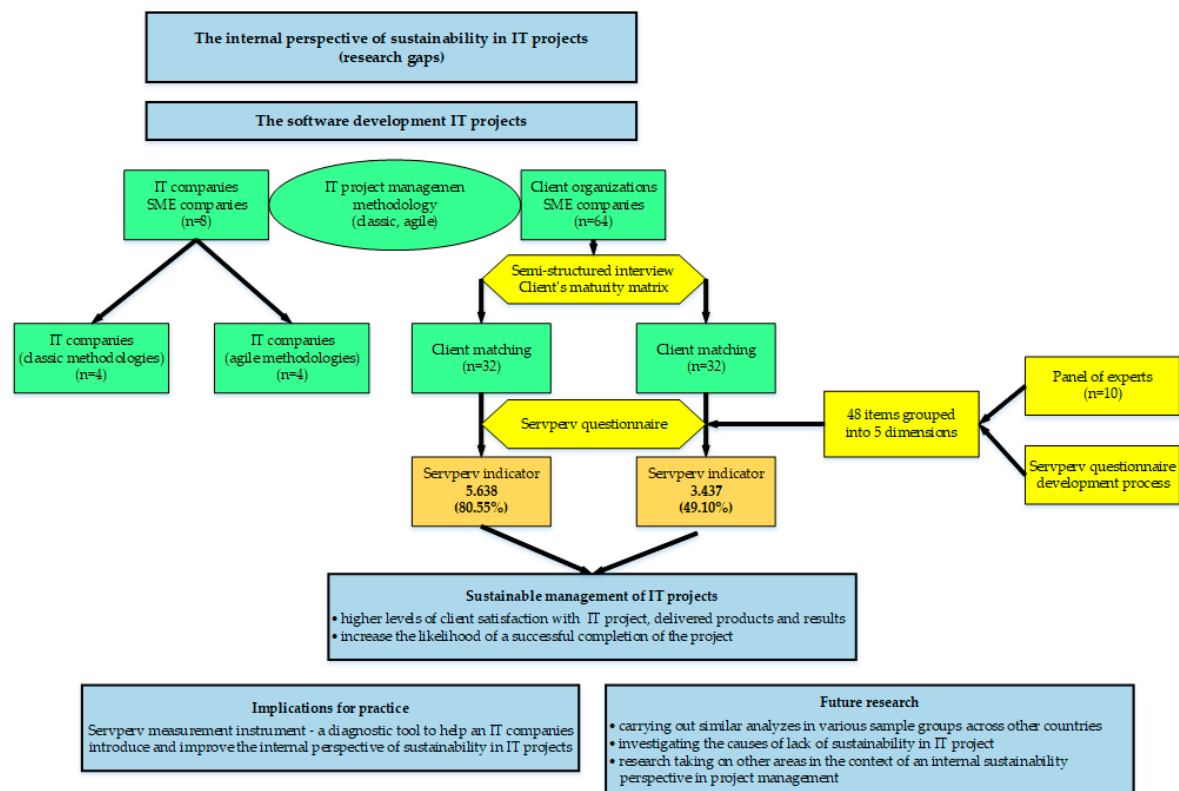 The internal perspective of sustainability in IT projects
(research gaps)
The software development IT projects
IT companies
SME companies
(n=8)
IT project managemen
methodology
(classic, agile)
Client organizations
SME companies
(n=64)
Semi-structured interview
Client's maturity matrix
IT companies
(classic methodologies)
(n=4)
IT companies
(agile methodologies)
(n=4)
Client matching
(n=32)
Client matching
(n=32)
Panel of experts
(n=10)
Servperv questionnaire
48 items grouped
into 5 dimensions
Servperv questionnaire
development process
Servperv indicator
5.638
(80.55%)
Servperv indicator
3.437
(49.10%)
Sustainable management of IT projects
• higher levels of client satisfaction with IT project, delivered products and results
• increase the likelihood of a successful completion of the project
Implications for practice
Servperv measurement instrument - a diagnostic tool to help an IT companies
introduce and improve the internal perspective of sustainability in IT projects
Future research
• carrying out similar analyzes in various sample groups across other countries
• investigating the causes of lack of sustainability in IT project
• research taking on other areas in the context of an internal sustainability
perspective in project management